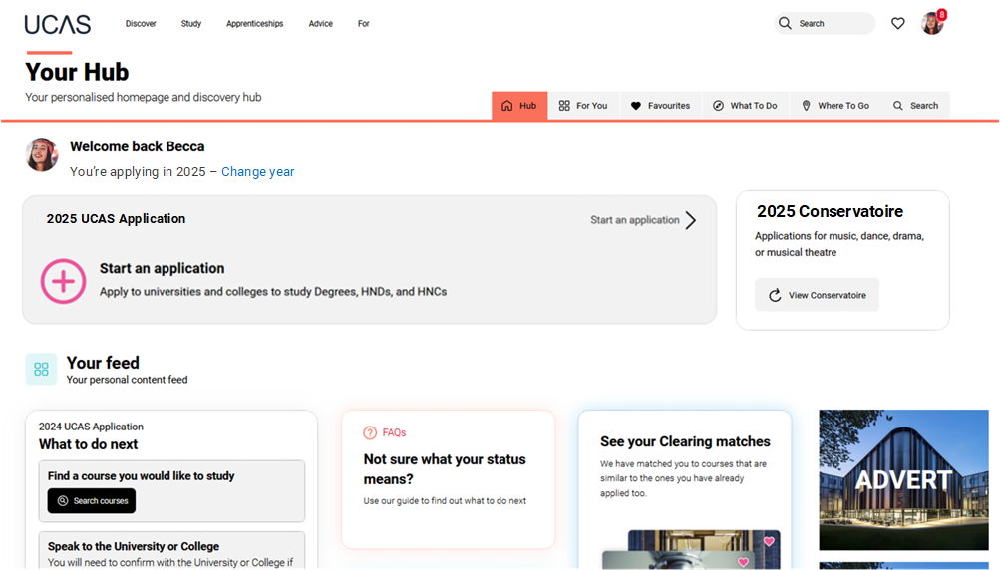 UCAS
Discover
Study
Apprenticeships
Advice
For
Search
8
Your Hub
Your personalised homepage and discovery hub
Hub
For You
Favourites
What To Do
Where To Go
Search
Welcome back Becca
You're applying in 2025 – Change year
2025 UCAS Application
Start an application
Start an application
Apply to universities and colleges to study Degrees, HNDs, and HNCs
2025 Conservatoire
Applications for music, dance, drama,
or musical theatre
View Conservatoire
Your feed
Your personal content feed
2024 UCAS Application
What to do next
Find a course you would like to study
Search courses
Speak to the University or College
You will need to confirm with the University or College if
FAQs
Not sure what your status
means?
Use our guide to find out what to do next
See your Clearing matches
We have matched you to courses that are
similar to the ones you have already
applied too.
ADVERT